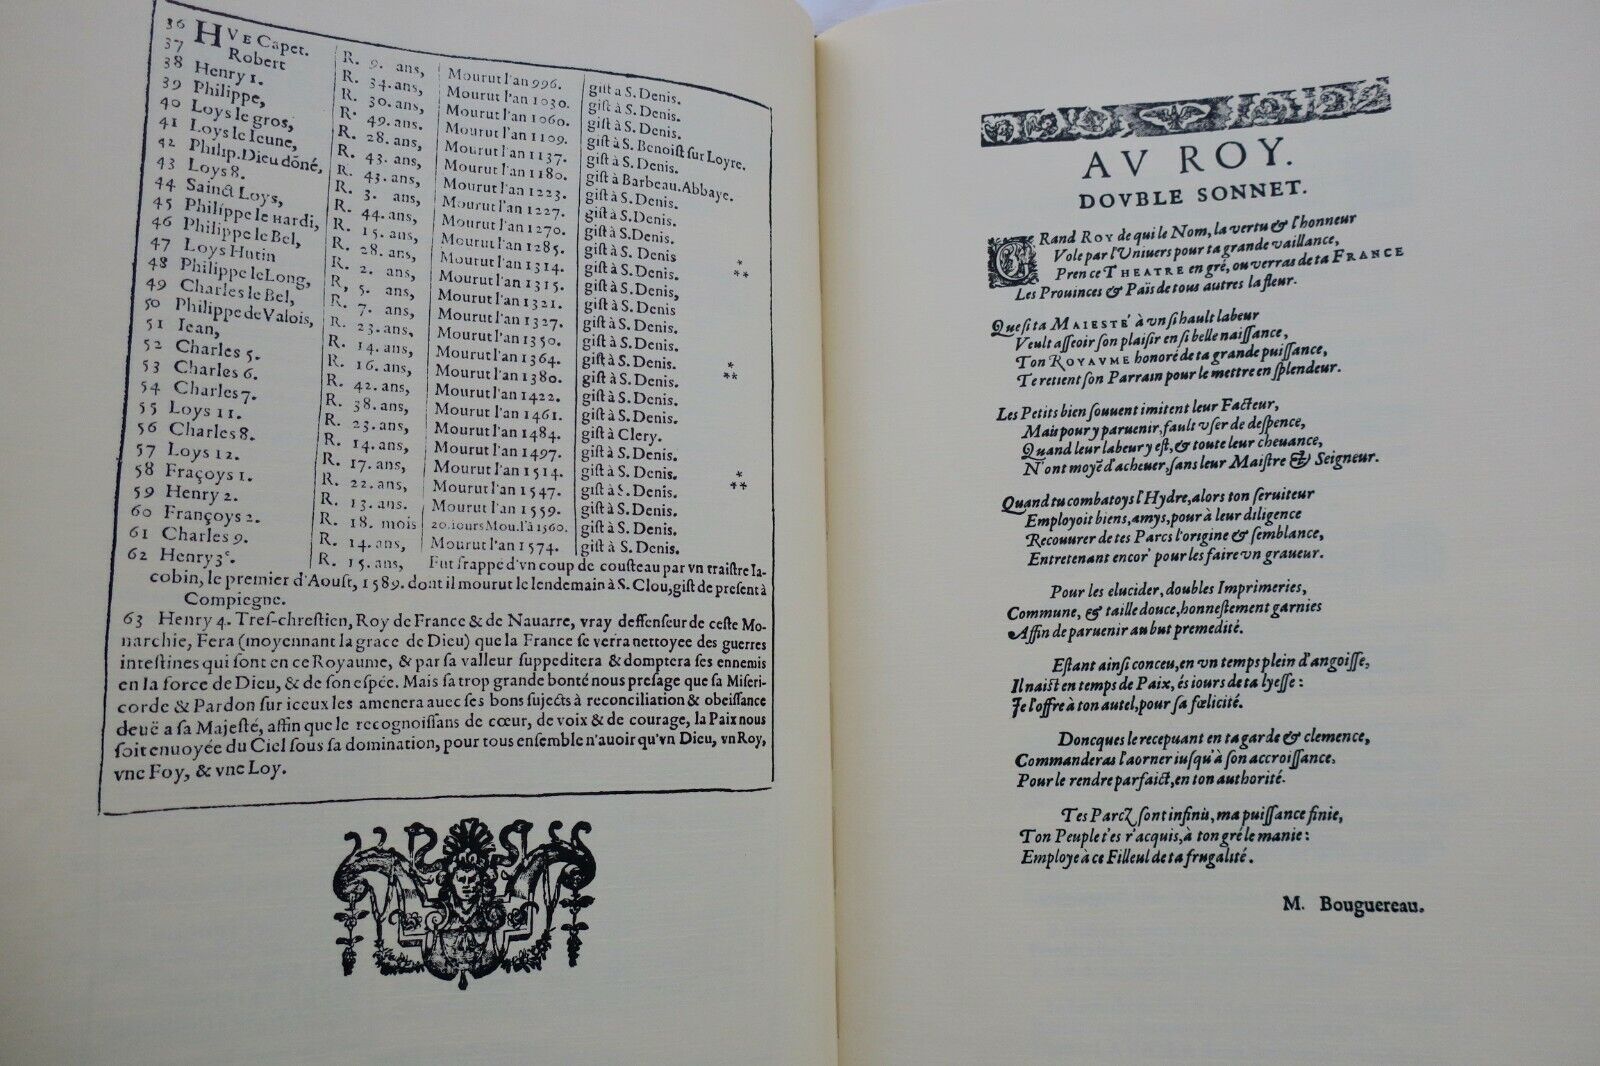 36 HVE Capet. R. 9. ans, Mourut l'an 996. gist a S. Denis.
37 Robert R. 34. ans, Mourut l'an 1030. gist à S. Denis.
38 Henry 1. R. 30. ans, Mourut l'an 1060. gist à S. Denis.
39 Philippe, R. 49. ans. Mourut l'an 1109. gist à S. Benoist sur Loyre.
40 Loys le gros, R. 28. ans, Mourut l'an 1137. gist à S. Denis.
41 Loys le Ieune, R. 43. ans, Mourut l'an 1180. gist à Barbeau. Abbaye.
42 Philip. Dieu dõné, R. 43. ans, Mourut l'an 1223. gist à S. Denis.
43 Loys 8. R. 3. ans, Mourut l'an 1227. gist à S. Denis.
44 Sainct Loys, R. 44. ans, Mourut l'an 1270. gist à S. Denis.
45 Philippe le Hardi, R. 15. ans, Mourut l'an 1285. gist à S. Denis
46 Philippe le Bel, R. 28. ans, Mourut l'an 1314. gist à S. Denis. * **
47 Loys Hutin R. 2. ans, Mourut l'an 1315. gist à S. Denis.
48 Philippe le Long, R, 5. ans, Mourut l'an 1321. gist à S. Denis,
49 Charles le Bel, R. 7. ans, Mourut l'an 1327. gist à S. Denis
50 Philippe de Valois, R. 23. ans, Mourut l'an 1350. gist à S. Denis.
51 Iean, R. 14. ans, Mourut l'an 1364. gist à S. Denis.
52 Charles 5. R. 16. ans, Mourut l'an 1380. gist à S. Denis. * **
53 Charles 6. R. 42. ans, Mourut l'an 1422. gist à S. Denis.
54 Charles 7. R. 38. ans, Mourut l'an 1461. gist à S. Denis.
55 Loys 11. R. 23. ans, Mourut l'an 1484. gist à Clery.
56 Charles 8. R. 14. ans, Mourut l'an 1497. gist à S. Denis.
57 Loys 12. R. 17. ans, Mourut l'an 1514. gist à S. Denis.
58 Fraçoys 1. R. 22. ans, Mourut l'an 1547. gist à S. Denis. * **
59 Henry 2. R. 13. ans. Mourut l'an 1559. gist à S. Denis.
60 Françoys 2. R. 18. mois 20. iours Mou. l'ã 1560. gist à S. Denis.
61 Charles 9. R. 14. ans, Mourut l'an 1574. gist à S. Denis.
62 Henry 3e. R. 15. ans, Fut frappé d'vn coup de cousteau par vn traistre Ia-
cobin, le premier d'Aoust, 1589. dont il mourut le lendemain à S. Clou, gist de present à
Compiegne.
63 Henry 4. Tres-chrestien, Roy de France & de Nauarre, vray deffenseur de ceste Mo-
narchie, Fera (moyennant la grace de Dieu) que la France se verra nettoyee des guerres
intestines qui sont en ce Royaume, & par sa valleur suppeditera & domptera ses ennemis
en la force de Dieu, & de son espée. Mais sa trop grande bonté nous presage que sa Miseri-
corde & Pardon sur iceux les amenera auec ses bons sujects à reconciliation & obeissance
deuë a sa Majesté, affin que le recognoissans de cœur, de voix & de courage, la Paix nous
soit enuoyée du Ciel sous sa domination, pour tous ensemble n'auoir qu'vn Dieu, vn Roy,
vne Foy, & vne Loy.
AV ROY.
DOVBLE SONNET.
GRand ROY de qui le Nom, la vertu & l'honneur
Vole par l'Vniuers pour ta grande vaillance,
Pren ce THEATRE en gré, ou verras de ta FRANCE
Les Prouinces & Païs de tous autres la fleur.
Que si ta MAIESTÉ à vn si hault labeur
Veult asseoir son plaisir en si belle naissance,
Ton ROYAVME honoré de ta grande puissance,
Te retient son Parrain pour le mettre en splendeur.
Les Petits bien souuent imitent leur Facteur,
Mais pour y paruenir, fault vser de despence,
Quand leur labeur y est, & toute leur cheuance,
N'ont moyẽ d'acheuer, sans leur Maistre & Seigneur.
Quand tu combatoys l'Hydre, alors ton seruiteur
Employoit biens, amys, pour à leur diligence
Recouurer de tes Parcs l'origine & semblance,
Entretenant encor' pour les faire vn graueur.
Pour les elucider, doubles Imprimeries,
Commune, & taille douce, honnestement garnies
Affin de paruenir au but premedité.
Estant ainsi conceu, en vn temps plein d'angoisse,
Il naist en temps de Paix, és iours de ta lyesse:
Je l'offre à ton autel, pour sa fœlicité.
Doncques le recepuant en ta garde & clemence,
Commanderas l'aorner iusqu'à son accroissance,
Pour le rendre parfaict, en ton authorité.
Tes Parcz sont infinis, ma puissance finie,
Ton Peuple t'es r'acquis, à ton gré le manie:
Employe à ce Filleul de ta frugalité.
M. Bouguereau.